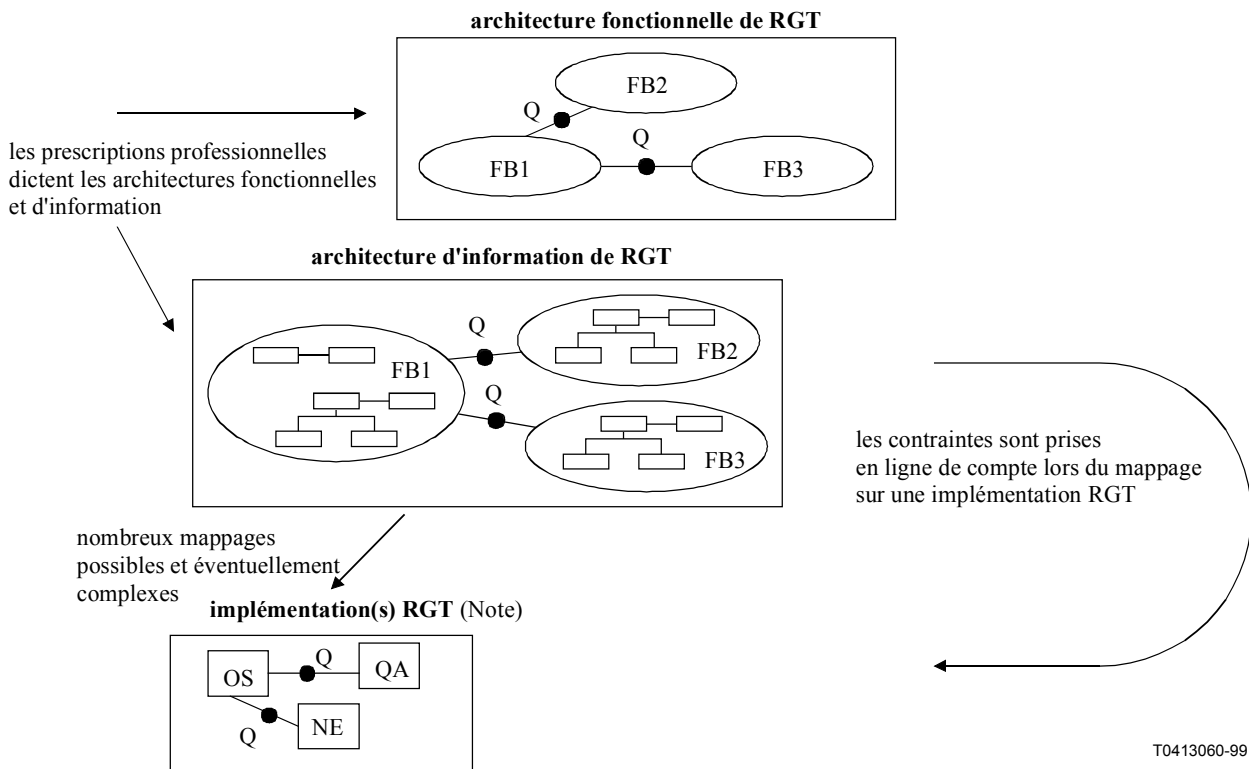 architecture fonctionnelle de RGT
FB2
Q
Q
FB1
FB3
les prescriptions professionnelles
dictent les architectures fonctionnelles
et d'information
architecture d'information de RGT
Q
FB2
FB1
Q
FB3
les contraintes sont prises
en ligne de compte lors du mappage
sur une implémentation RGT
nombreux mappages
possibles et éventuellement
complexes
implémentation(s) RGT (Note)
Q
OS
QA
Q
NE
T0413060-99